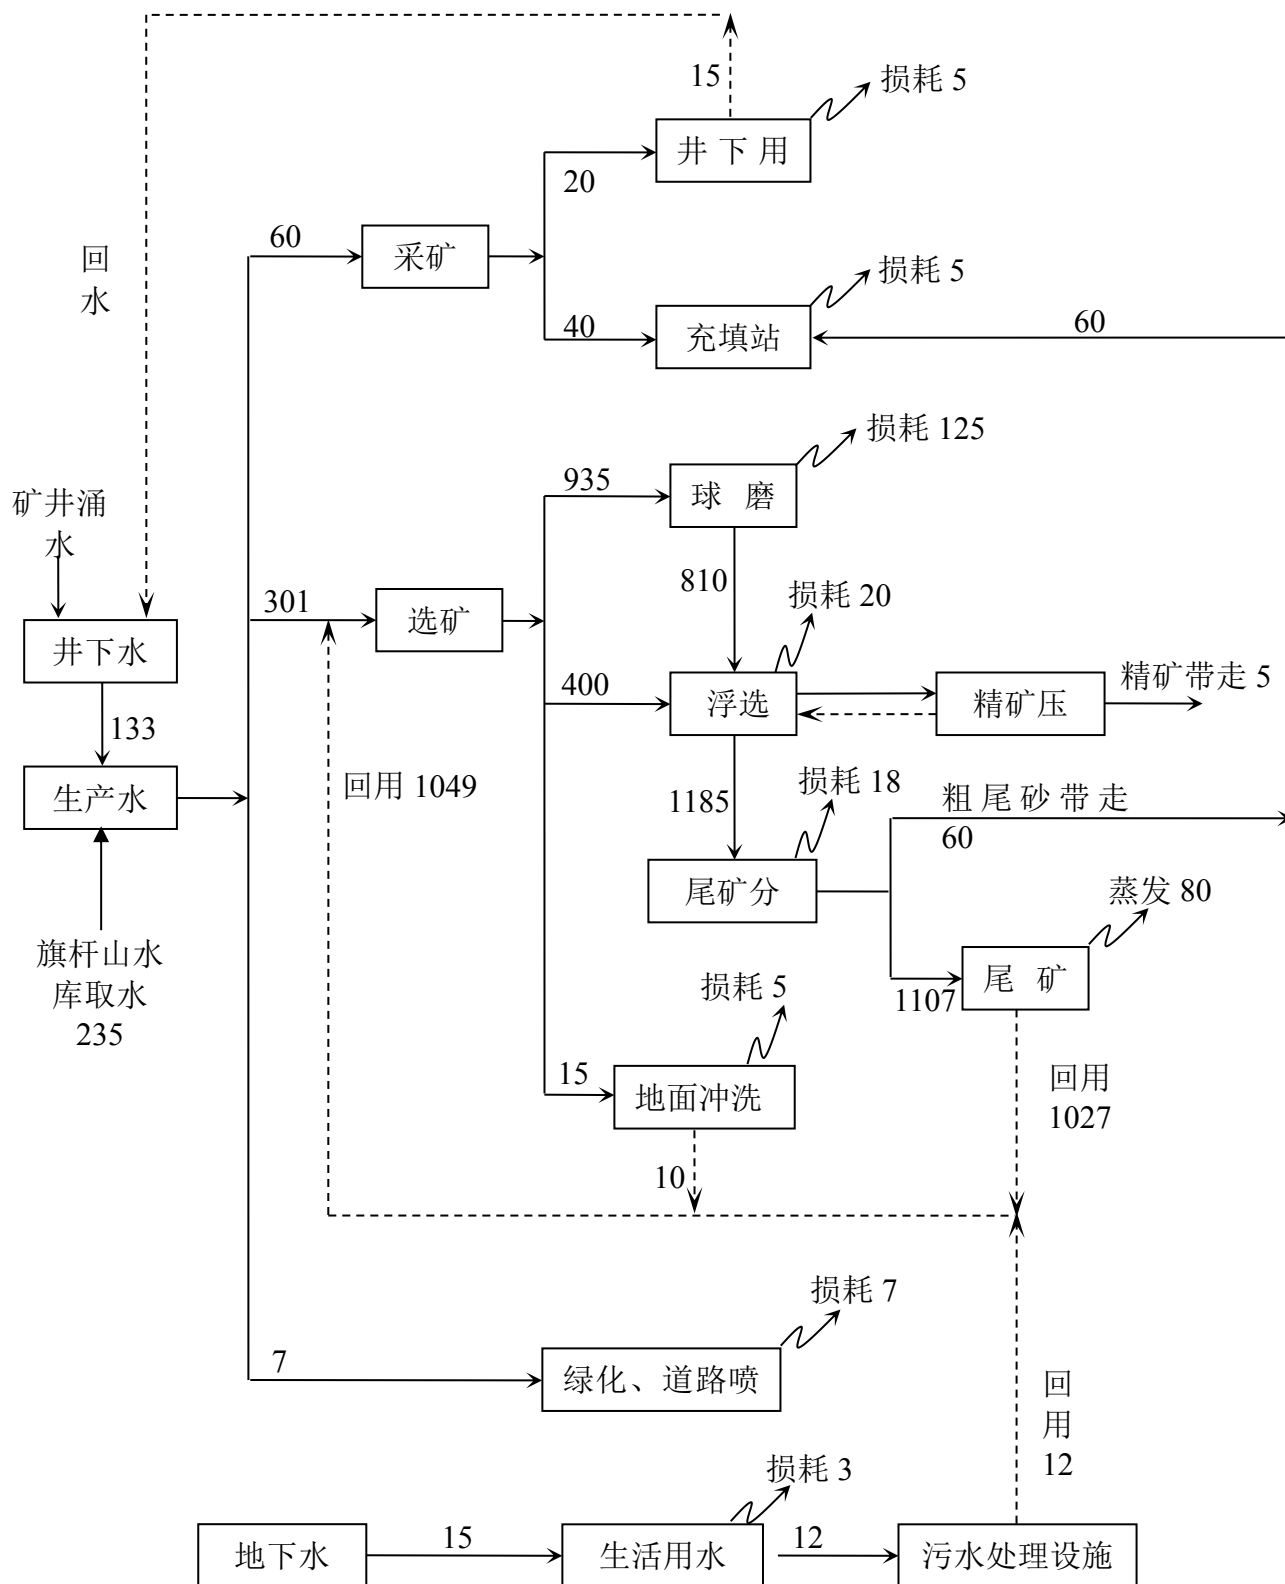 15
损耗 5
井 下 用
20
回
水
60
采矿
损耗 5
40
充填站
60
损耗 125
935
球 磨
矿井涌
水
810
损耗 20
301
选矿
井下水
400
浮选
精矿压
精矿带走 5
133
生产水
回用 1049
1185
损耗 18
粗 尾 砂 带 走
60
尾矿分
蒸发 80
旗杆山水
库取水
235
1107
尾 矿
损耗 5
15
地面冲洗
回用
1027
10
损耗 7
7
绿化、道路喷
回
用
12
损耗 3
地下水
15
生活用水
12
污水处理设施